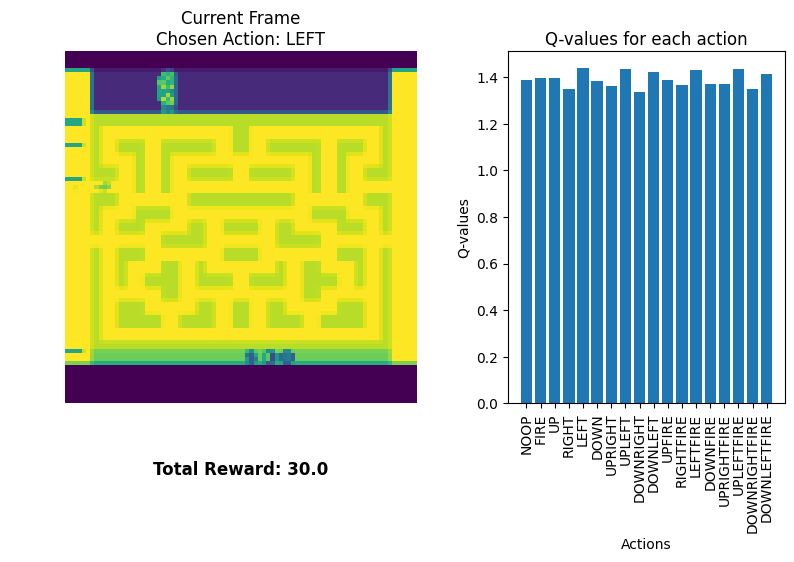 Current Frame
Chosen Action: LEFT
Total Reward: 30.0
Q-values for each action
Q-values
1.4
1.2
1.0
0.8
0.6
0.4
0.2
0.0
NOOP
FIRE
UP
RIGHT
LEFT
DOWN
UPRIGHT
UPLEFT
DOWNRIGHT
DOWNLEFT
UPFIRE
RIGHTFIRE
LEFTFIRE
DOWNFIRE
UPRIGHTFIRE
UPLEFTFIRE
DOWNRIGHTFIRE
DOWNLEFTFIRE
Actions